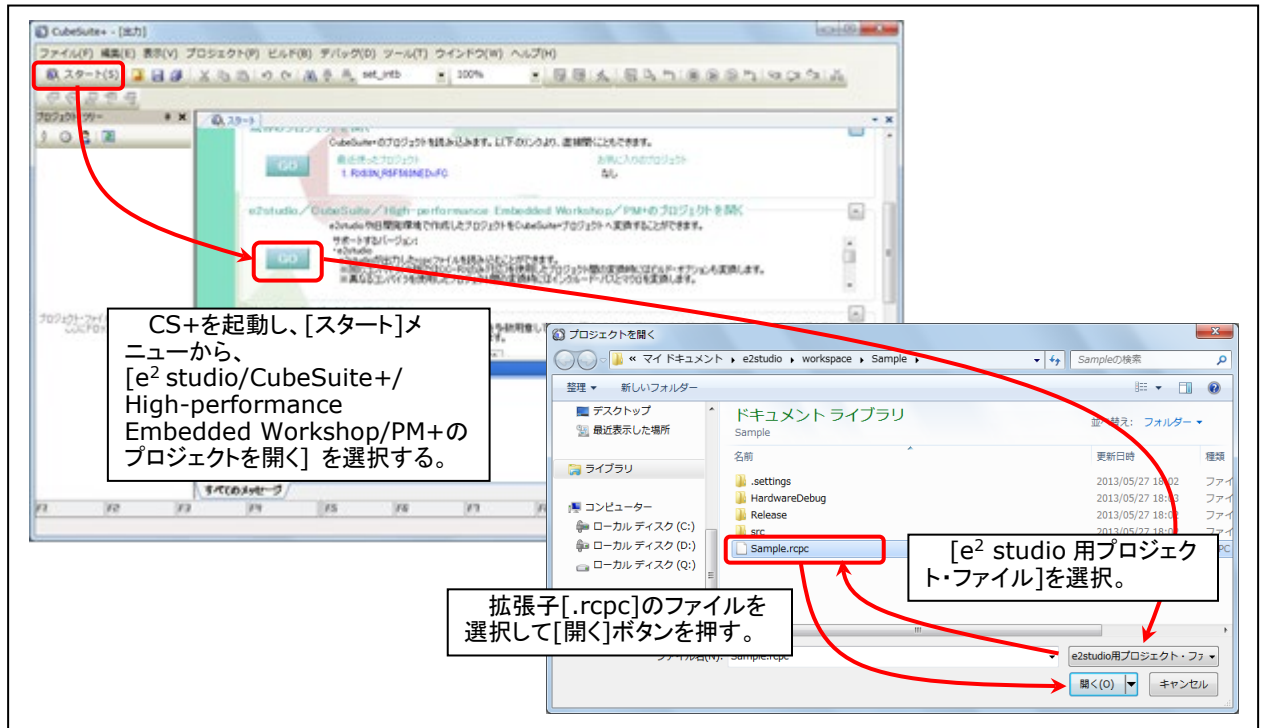 CubeSuite+ - [出力]
ファイル(F) 編集(E) 表示(V) プロジェクト(P) ビルド(B) デバッグ(D) ツール(T) ウインドウ(W) ヘルプ(H)
スタート(S)
set_intb
100%
プロジェクト・ツリー
スタート
CubeSuite+のプロジェクトを読み込みます。以下のリンクより、直接開くこともできます。
GO
最近使ったプロジェクト
お気に入りのプロジェクト
なし
e2studio／CubeSuite／High-performance Embedded Workshop／PM+のプロジェクトを開く
e2studioや旧開発環境で作成したプロジェクトをCubeSuite+プロジェクトへ変換することができます。
サポートするバージョン:
・e2studio
GO
すべてのメッセージ
CS+を起動し、[スタート]メ
ニューから、
[e² studio/CubeSuite+/
High-performance
Embedded Workshop/PM+の
プロジェクトを開く] を選択する。
プロジェクトを開く
« マイ ドキュメント ▸ e2studio ▸ workspace ▸ Sample ▸
Sampleの検索
整理 新しいフォルダー
デスクトップ
最近表示した場所
ライブラリ
コンピューター
ローカル ディスク (C:)
ローカル ディスク (D:)
ローカル ディスク (Q:)
ドキュメント ライブラリ
Sample
フォルダー
名前 更新日時 種類
.settings 2013/05/27 18:02
HardwareDebug
Release
src
Sample.rcpc
[e² studio 用プロジェク
ト・ファイル]を選択。
拡張子[.rcpc]のファイルを
選択して[開く]ボタンを押す。
e2studio用プロジェクト・ファ
開く(O) キャンセル